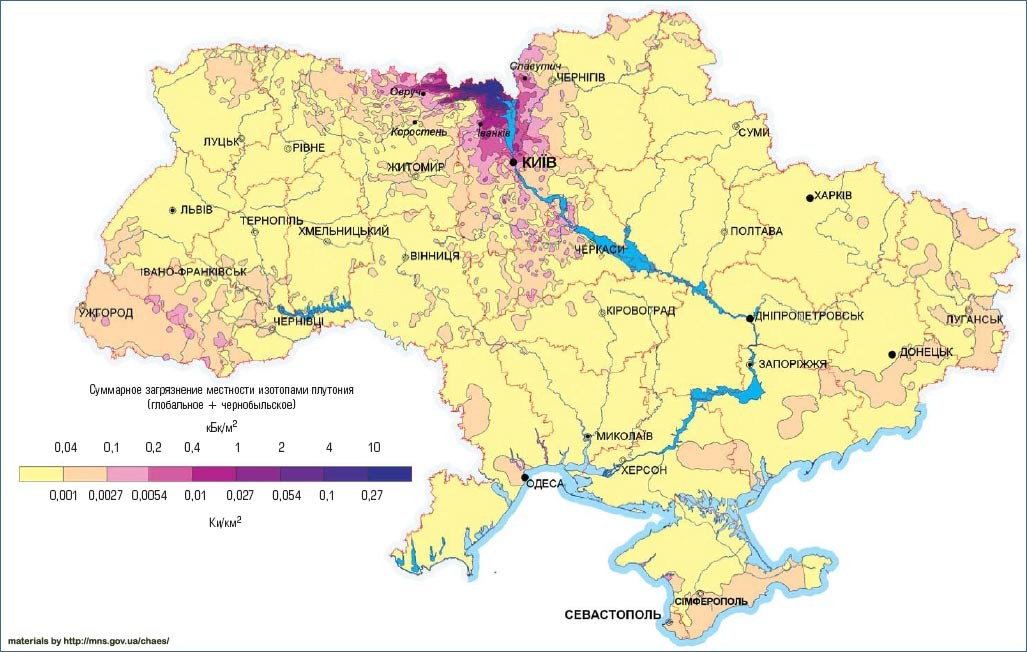 Славутич
ЧЕРНІГІВ
Овруч
Коростень
Іванків
СУМИ
ЛУЦЬК
РІВНЕ
ЖИТОМИР
КИЇВ
ХАРКІВ
ЛЬВІВ
ТЕРНОПІЛЬ
ХМЕЛЬНИЦЬКИЙ
ПОЛТАВА
ВІННИЦЯ
ЧЕРКАСИ
ІВАНО-ФРАНКІВСЬК
УЖГОРОД
ЧЕРНІВЦІ
КІРОВОГРАД
ДНІПРОПЕТРОВСЬК
ЛУГАНСЬК
ДОНЕЦЬК
ЗАПОРІЖЖЯ
Суммарное загрязнение местности изотопами плутония
(глобальное + чернобыльское)
кБк/м²
0,04 0,1 0,2 0,4 1 2 4 10
0,001 0,0027 0,0054 0,01 0,027 0,054 0,1 0,27
Ки/км²
МИКОЛАЇВ
ХЕРСОН
ОДЕСА
СІМФЕРОПОЛЬ
СЕВАСТОПОЛЬ
materials by http://mns.gov.ua/chaes/